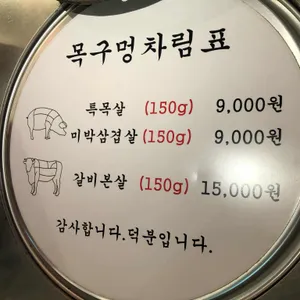 목구멍차림표
특목살 (150g) 9,000원
미박삼겹살 (150g) 9,000원
갈비본살 (150g) 15,000원
감사합니다.덕분입니다.